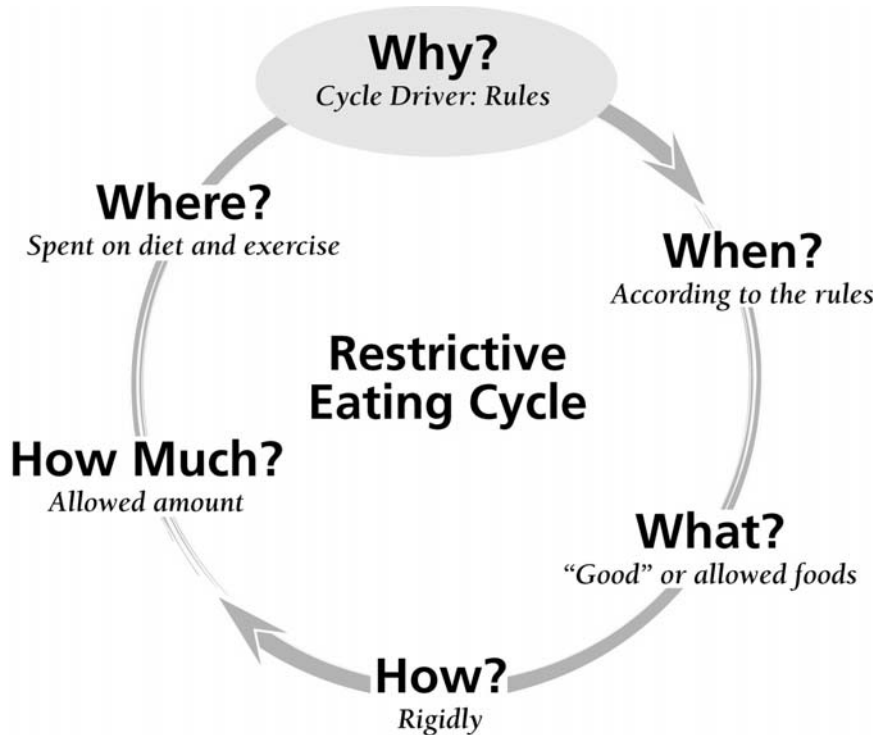 Why?
Cycle Driver: Rules
When?
According to the rules
What?
“Good” or allowed foods
How?
Rigidly
How Much?
Allowed amount
Where?
Spent on diet and exercise
Restrictive
Eating Cycle